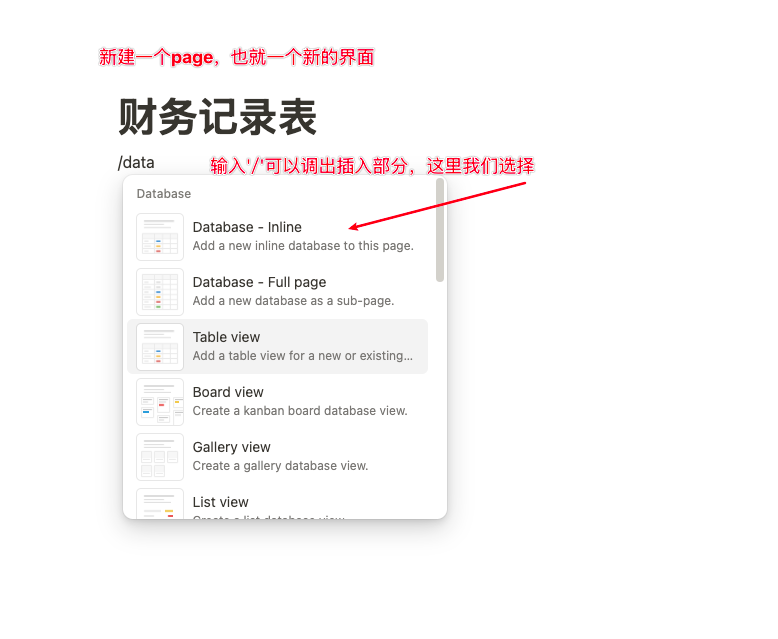 新建一个page，也就一个新的界面
财务记录表
/data
输入'/'可以调出插入部分，这里我们选择
Database
Database - Inline
Add a new inline database to this page.
Database - Full page
Add a new database as a sub-page.
Table view
Add a table view for a new or existing...
Board view
Create a kanban board database view.
Gallery view
Create a gallery database view.
List view
Create a list database view.